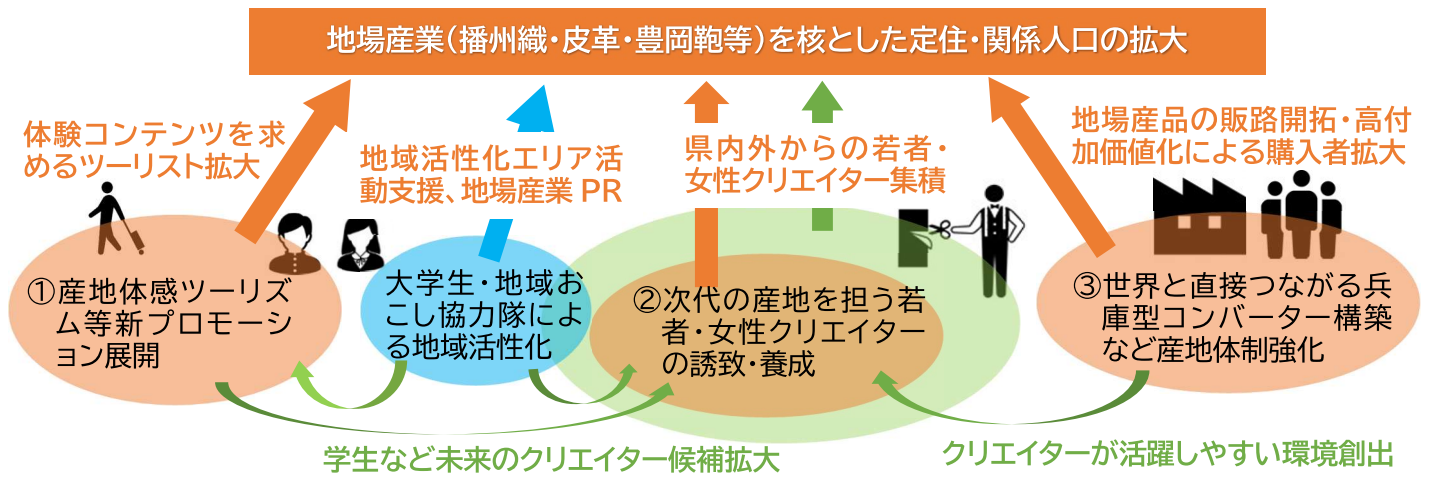 地場産業（播州織・皮革・豊岡鞄等）を核とした定住・関係人口の拡大
体験コンテンツを求
めるツーリスト拡大
地域活性化エリア活
動支援、地場産業 PR
県内外からの若者・
女性クリエイター集積
地場産品の販路開拓・高付
加価値化による購入者拡大
①産地体感ツーリズ
ム等新プロモーシ
ョン展開
大学生・地域お
こし協力隊によ
る地域活性化
②次代の産地を担う若
者・女性クリエイター
の誘致・養成
③世界と直接つながる兵
庫型コンバーター構築
など産地体制強化
学生など未来のクリエイター候補拡大
クリエイターが活躍しやすい環境創出